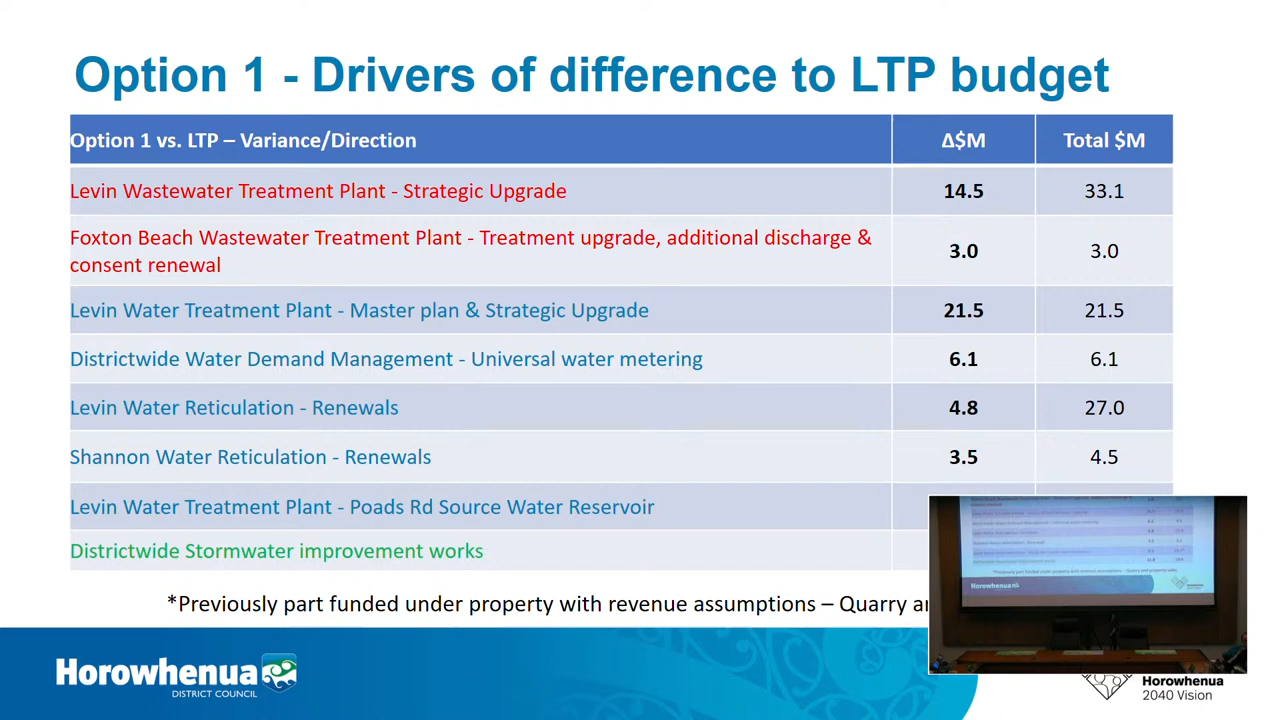 Option 1 - Drivers of difference to LTP budget
Option 1 vs. LTP – Variance/Direction Δ$M Total $M
Levin Wastewater Treatment Plant - Strategic Upgrade 14.5 33.1
Foxton Beach Wastewater Treatment Plant - Treatment upgrade, additional discharge &
consent renewal 3.0 3.0
Levin Water Treatment Plant - Master plan & Strategic Upgrade 21.5 21.5
Districtwide Water Demand Management - Universal water metering 6.1 6.1
Levin Water Reticulation - Renewals 4.8 27.0
Shannon Water Reticulation - Renewals 3.5 4.5
Levin Water Treatment Plant - Poads Rd Source Water Reservoir
Districtwide Stormwater improvement works
*Previously part funded under property with revenue assumptions – Quarry
Horowhenua
DISTRICT COUNCIL
Horowhenua
Horowhenua
2040 Vision